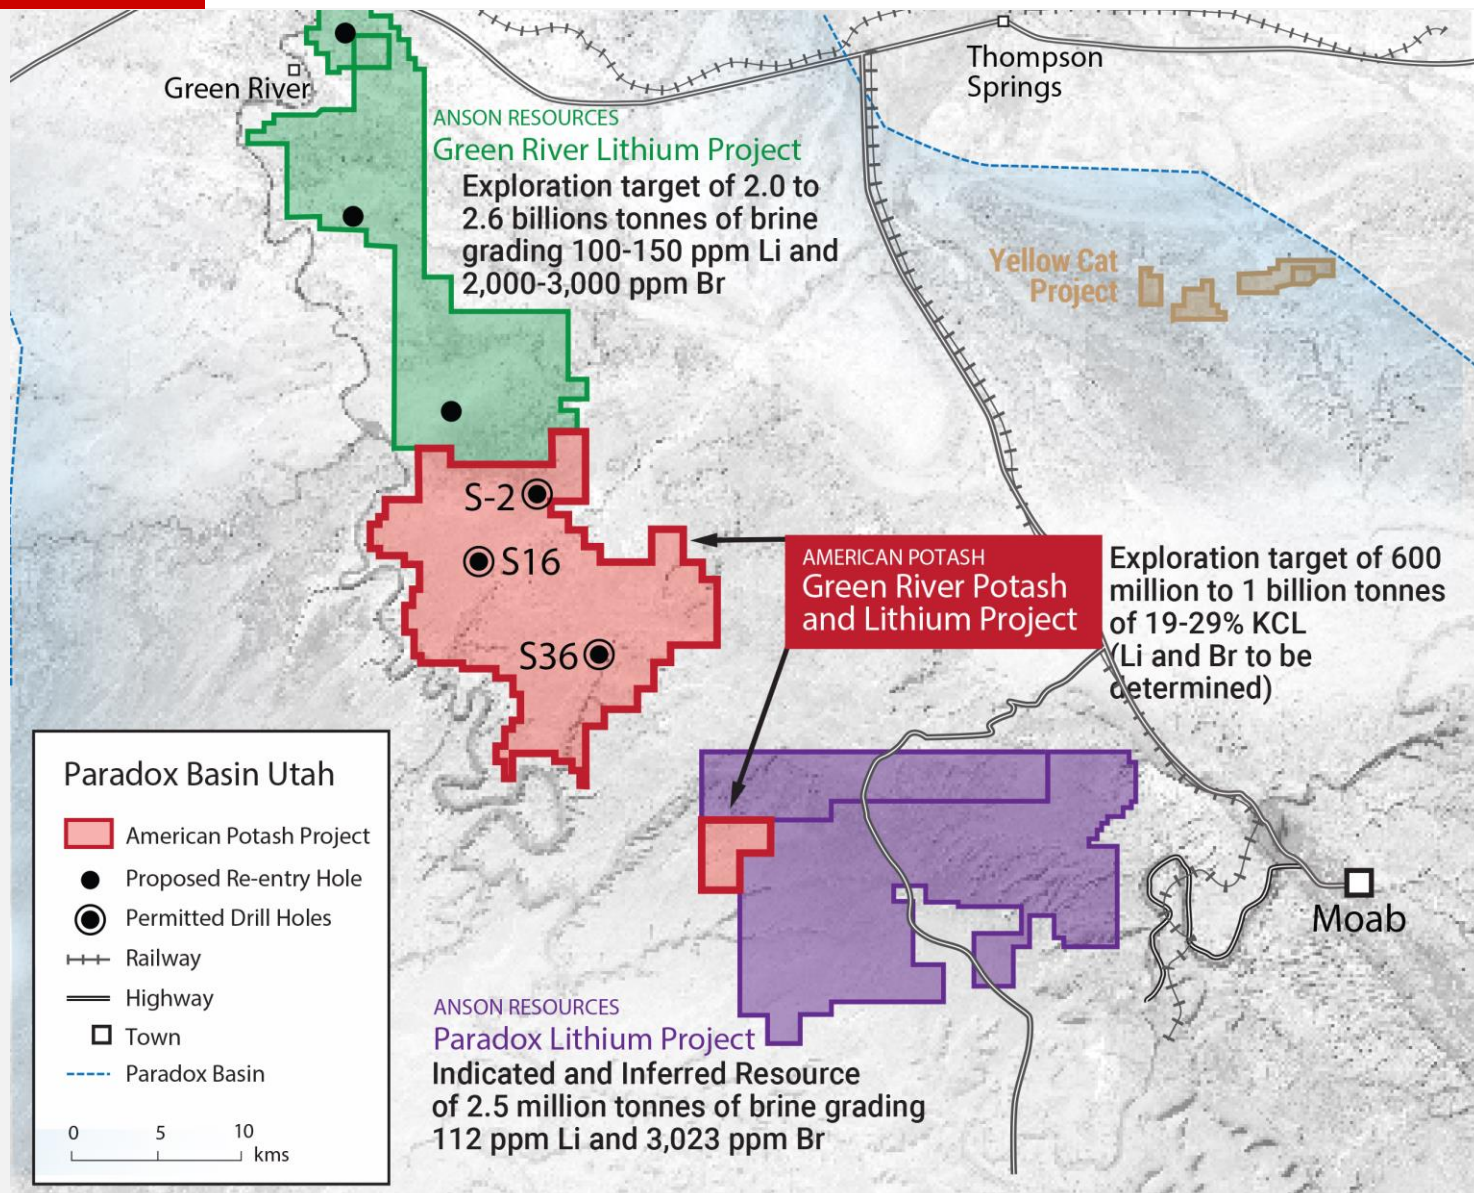 Thompson
Springs
Green River
ANSON RESOURCES
Green River Lithium Project
Exploration target of 2.0 to
2.6 billions tonnes of brine
grading 100-150 ppm Li and
2,000-3,000 ppm Br
Yellow Cat
Project
S-2
S16
S36
AMERICAN POTASH
Green River Potash
and Lithium Project
Exploration target of 600
million to 1 billion tonnes
of 19-29% KCL
(Li and Br to be
determined)
Moab
ANSON RESOURCES
Paradox Lithium Project
Indicated and Inferred Resource
of 2.5 million tonnes of brine grading
112 ppm Li and 3,023 ppm Br
Paradox Basin Utah
American Potash Project
Proposed Re-entry Hole
Permitted Drill Holes
Railway
Highway
Town
Paradox Basin
0 5 10
kms